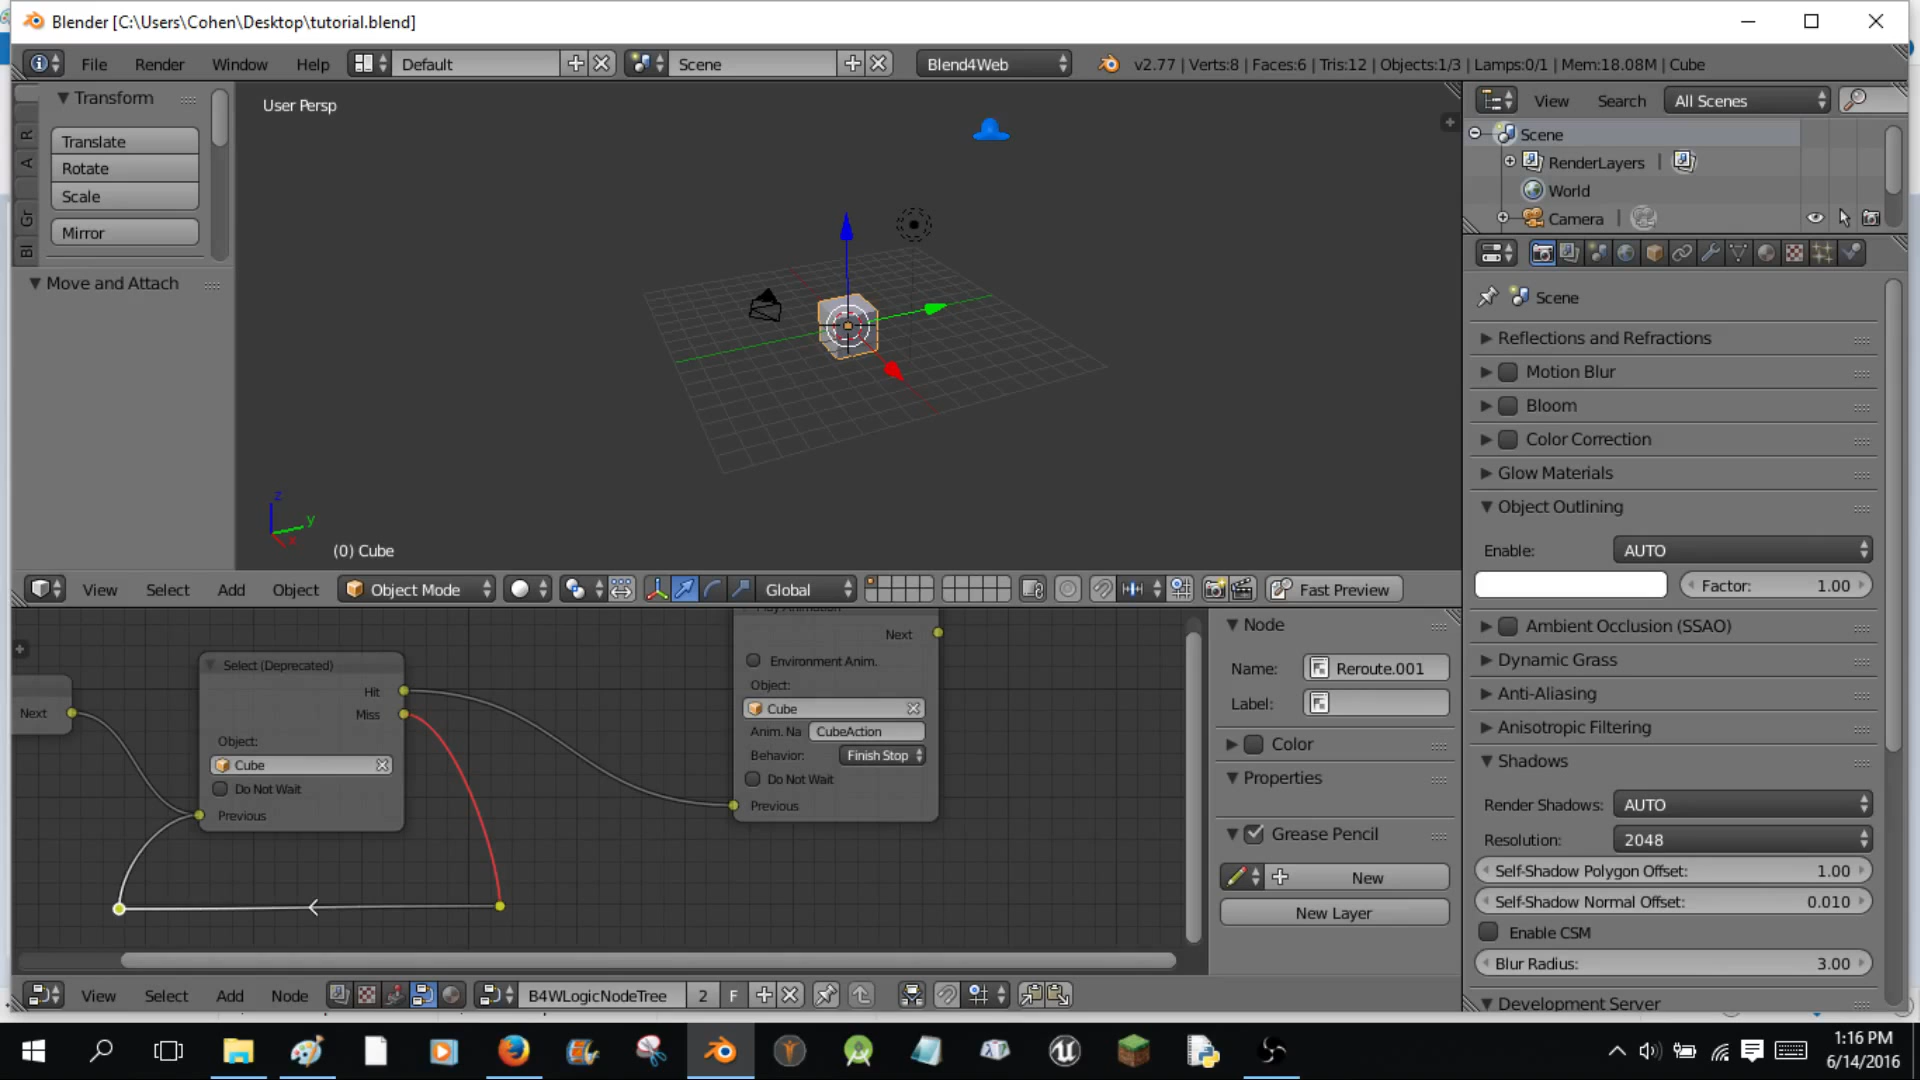 Blender [C:\Users\Cohen\Desktop\tutorial.blend]
File Render Window Help Default Scene Blend4Web v2.77 | Verts:8 | Faces:6 | Tris:12 | Objects:1/3 | Lamps:0/1 | Mem:18.08M | Cube
Transform
Translate
Rotate
Scale
Mirror
Move and Attach
R
A
Gr
Bl
User Persp
z
y
x
(0) Cube
View Search All Scenes
Scene
RenderLayers |
World
Camera |
Scene
Reflections and Refractions
Motion Blur
Bloom
Color Correction
Glow Materials
Object Outlining
Enable: AUTO
Factor: 1.00
Ambient Occlusion (SSAO)
Dynamic Grass
Anti-Aliasing
Anisotropic Filtering
Shadows
Render Shadows: AUTO
Resolution: 2048
Self-Shadow Polygon Offset: 1.00
Self-Shadow Normal Offset: 0.010
Enable CSM
Blur Radius: 3.00
Development Server
View Select Add Object Object Mode Global Fast Preview
Next
Select (Deprecated)
Hit
Miss
Object:
Cube
Do Not Wait
Previous
Play Animation
Next
Environment Anim.
Object:
Cube
Anim. Na CubeAction
Behavior: Finish Stop
Do Not Wait
Previous
Node
Name: Reroute.001
Label:
Color
Properties
Grease Pencil
New
New Layer
View Select Add Node B4WLogicNodeTree 2 F
1:16 PM
6/14/2016